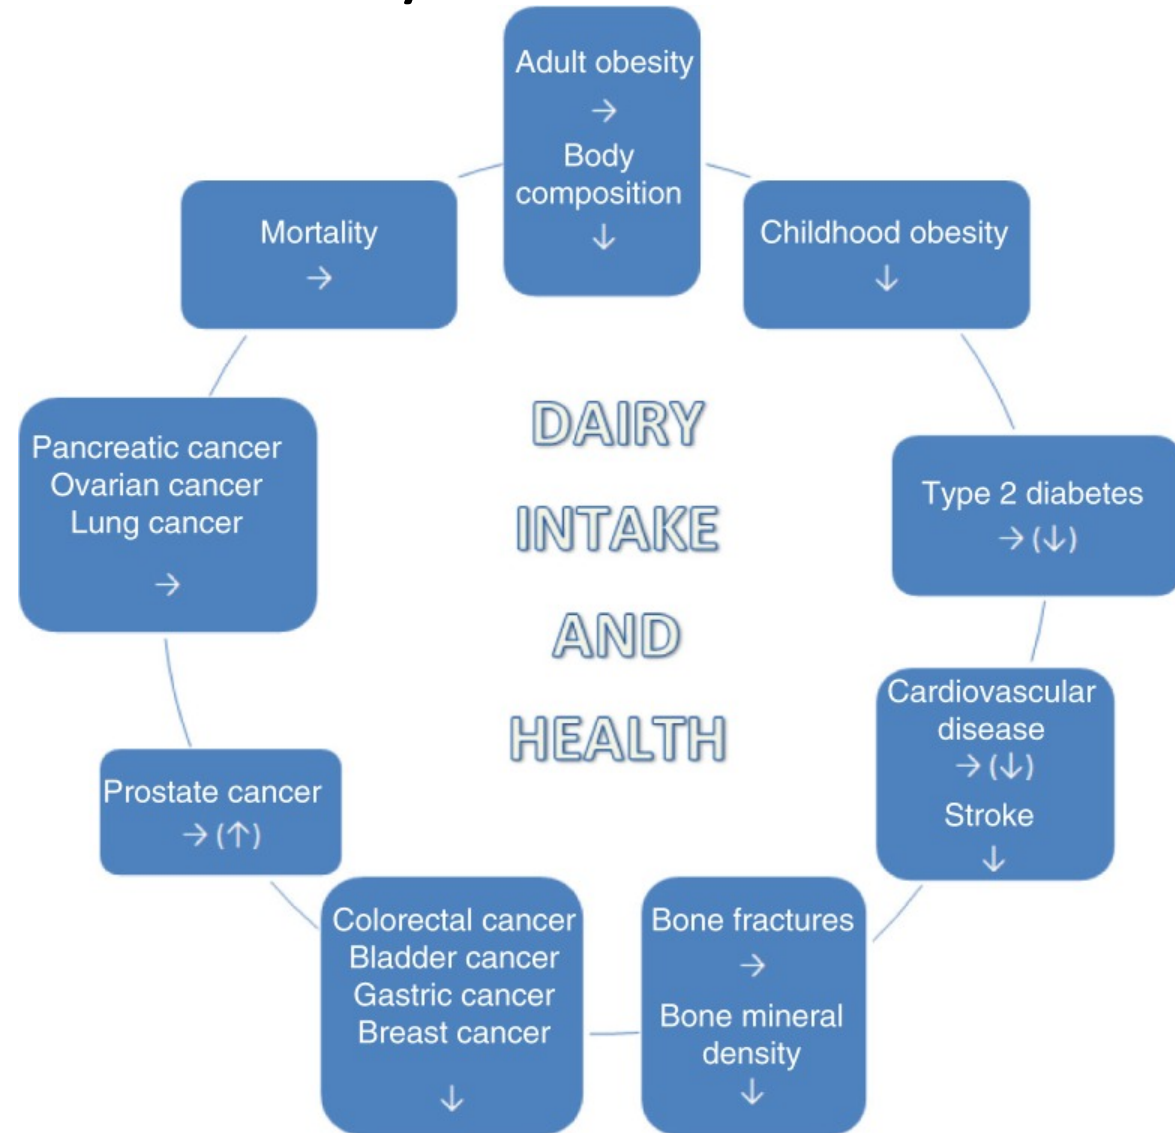 Adult obesity
→
Body
composition
↓
Childhood obesity
↓
Type 2 diabetes
→ (↓)
Cardiovascular
disease
→ (↓)
Stroke
↓
Bone fractures
→
Bone mineral
density
↓
Colorectal cancer
Bladder cancer
Gastric cancer
Breast cancer
↓
Prostate cancer
→ (↑)
Pancreatic cancer
Ovarian cancer
Lung cancer
→
Mortality
→
DAIRY
INTAKE
AND
HEALTH